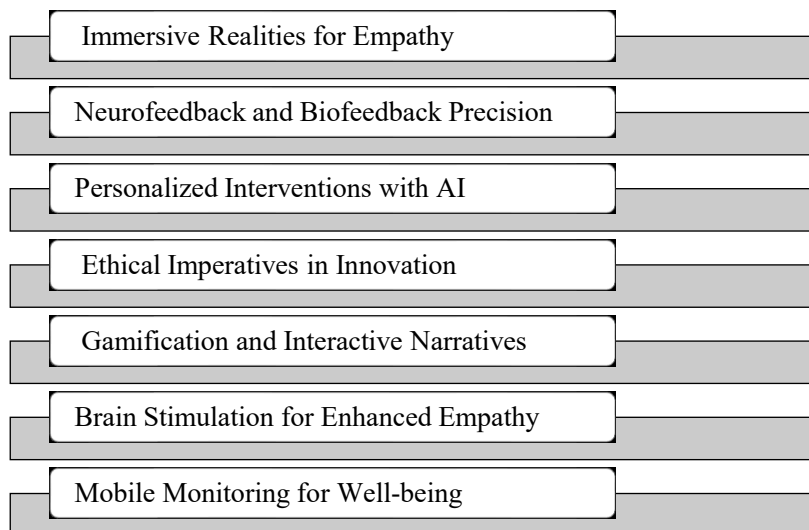 Immersive Realities for Empathy
Neurofeedback and Biofeedback Precision
Personalized Interventions with AI
Ethical Imperatives in Innovation
Gamification and Interactive Narratives
Brain Stimulation for Enhanced Empathy
Mobile Monitoring for Well-being